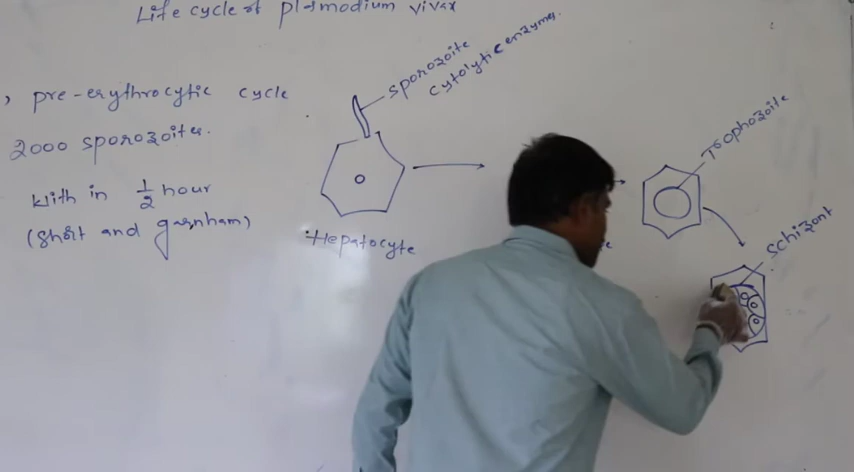 Life cycle of plasmodium vivax
pre-erythrocytic cycle
2000 sporozoites.
With in 1/2 hour
(short and garnham)
sporozoite
cytolytic enzymes.
Hepatocyte
Trophozoite
schizont